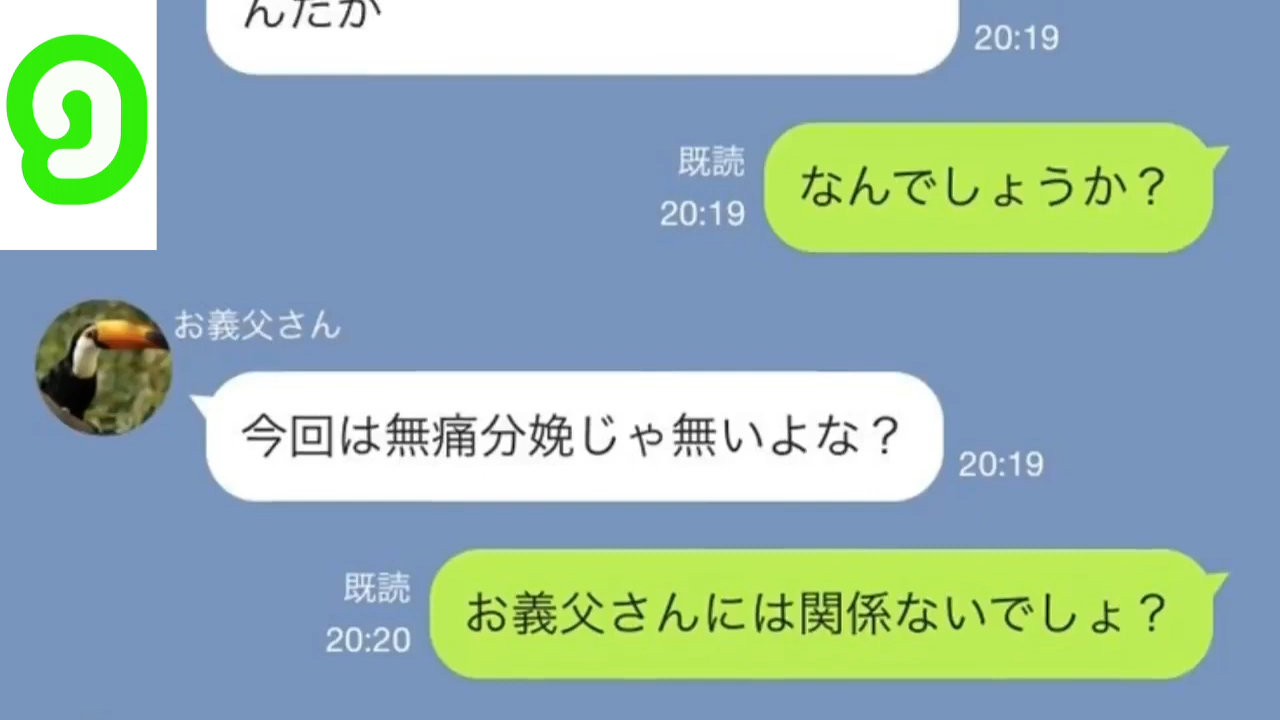 んだが
20:19
既読
20:19
なんでしょうか？
お義父さん
今回は無痛分娩じゃ無いよな？
20:19
既読
20:20
お義父さんには関係ないでしょ？